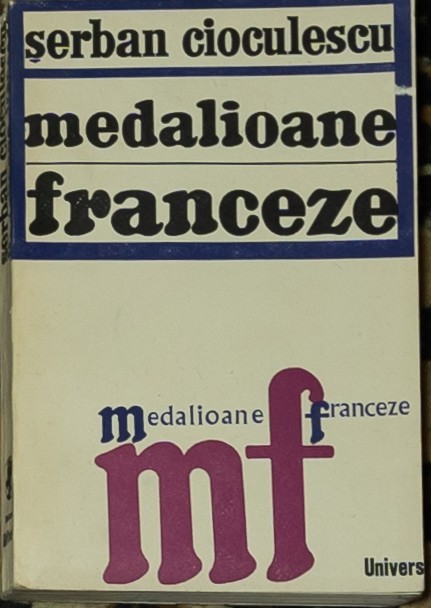 șerban cioculescu
medalioane
franceze
medalioane franceze
mf
Univers